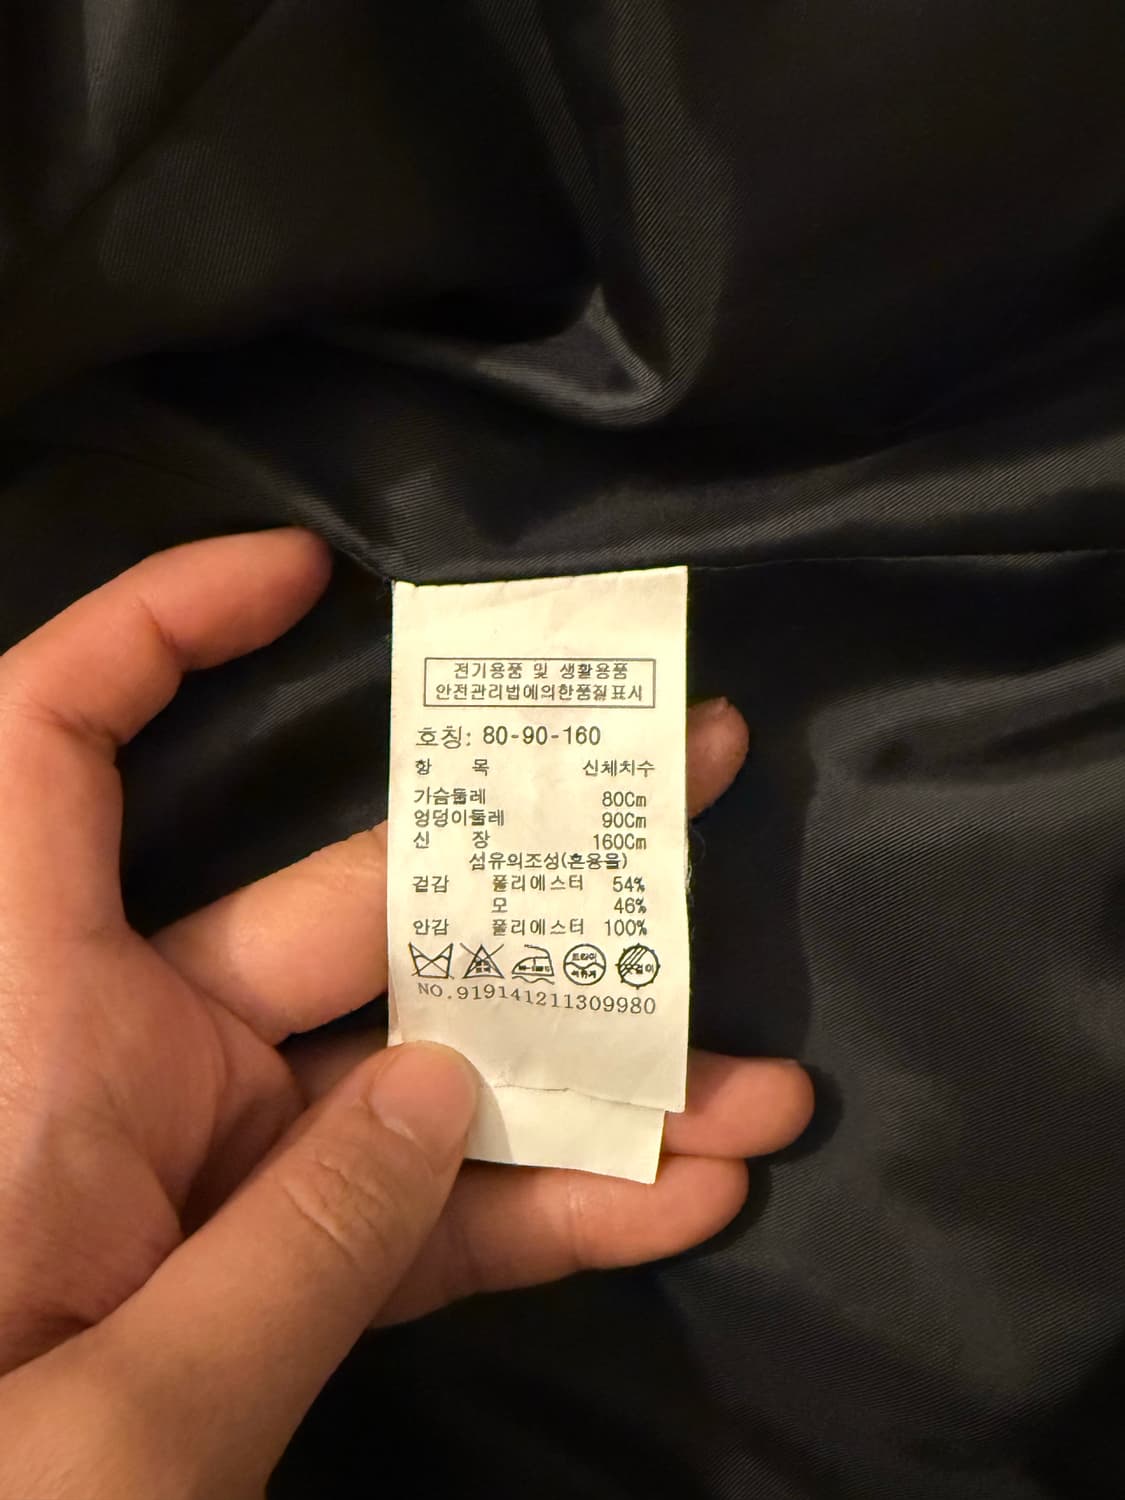 전기용품 및 생활용품
안전관리법에의한품질표시
호칭: 80-90-160
항 목 신체치수
가슴둘레 80Cm
엉덩이둘레 90Cm
신 장 160Cm
섬유의조성(혼용율)
겉감 폴리에스터 54%
모 46%
안감 폴리에스터 100%
드라이
NO.919141211309980